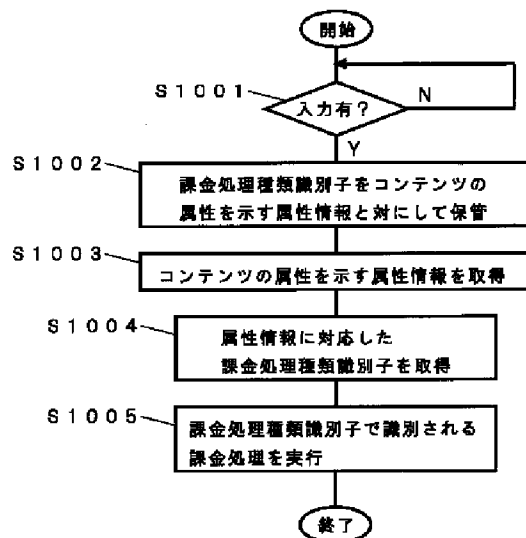 開始
S1001
入力有?
N
Y
S1002
課金処理種類識別子をコンテンツの
属性を示す属性情報と対にして保管
S1003
コンテンツの属性を示す属性情報を取得
S1004
属性情報に対応した
課金処理種類識別子を取得
S1005
課金処理種類識別子で識別される
課金処理を実行
終了